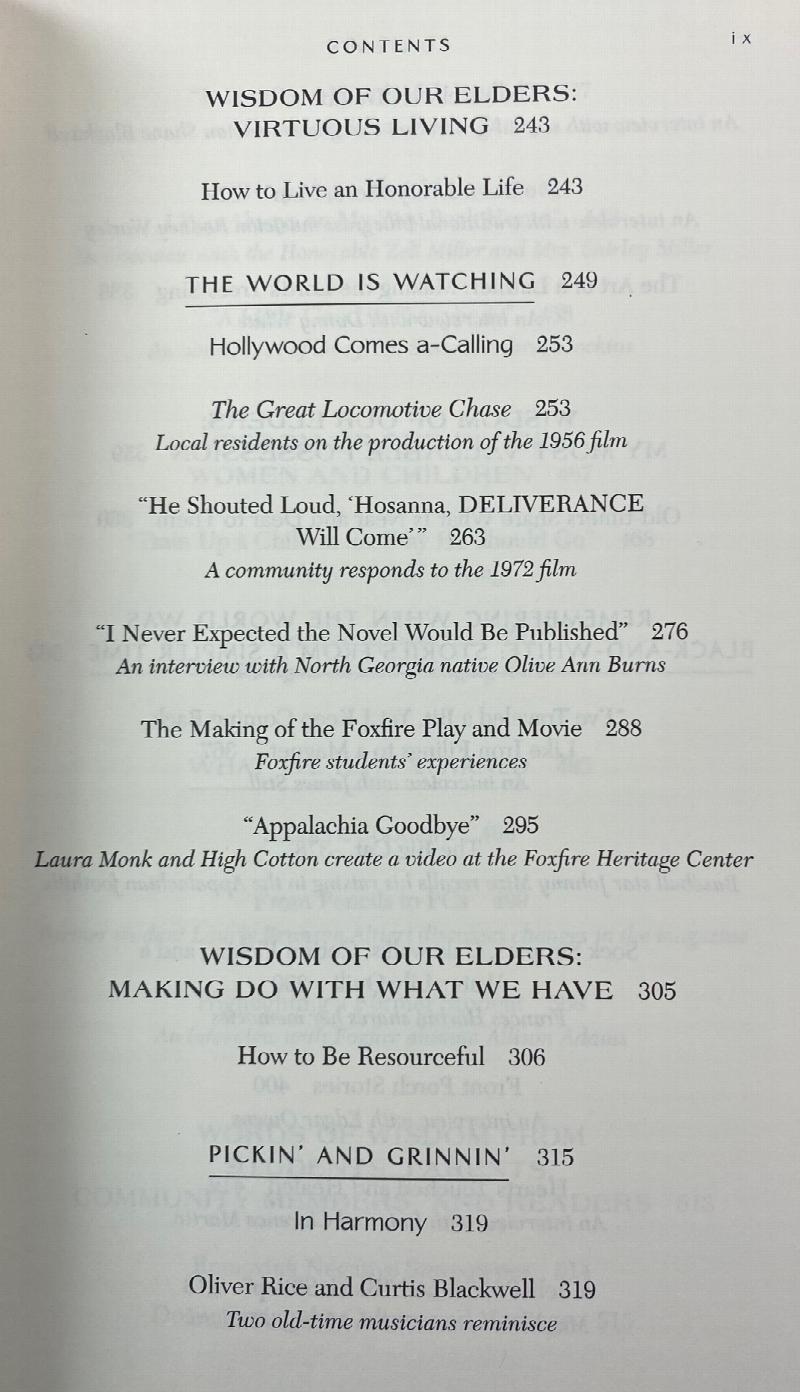 CONTENTS
ix
WISDOM OF OUR ELDERS:
VIRTUOUS LIVING 243
How to Live an Honorable Life 243
THE WORLD IS WATCHING 249
Hollywood Comes a-Calling 253
The Great Locomotive Chase 253
Local residents on the production of the 1956 film
“He Shouted Loud, ‘Hosanna, DELIVERANCE
Will Come’” 263
A community responds to the 1972 film
“I Never Expected the Novel Would Be Published” 276
An interview with North Georgia native Olive Ann Burns
The Making of the Foxfire Play and Movie 288
Foxfire students’ experiences
“Appalachia Goodbye” 295
Laura Monk and High Cotton create a video at the Foxfire Heritage Center
WISDOM OF OUR ELDERS:
MAKING DO WITH WHAT WE HAVE 305
How to Be Resourceful 306
PICKIN’ AND GRINNIN’ 315
In Harmony 319
Oliver Rice and Curtis Blackwell 319
Two old-time musicians reminisce